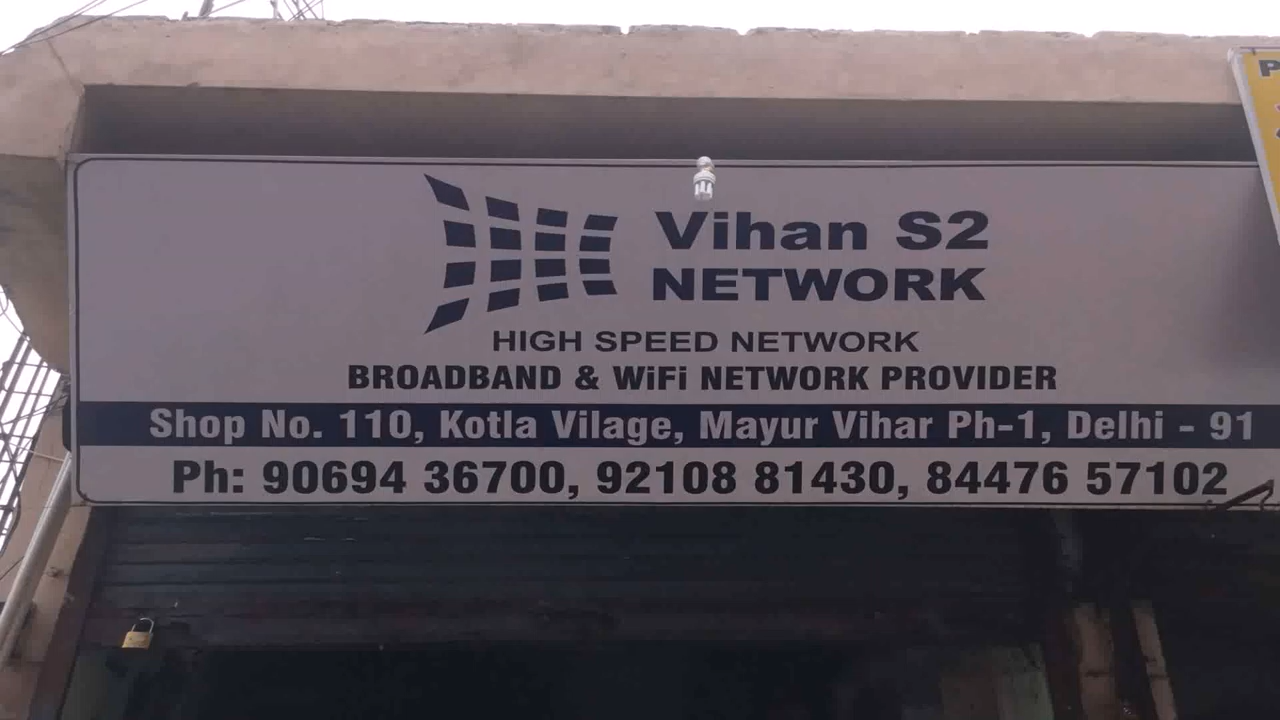 Vihan S2
NETWORK
HIGH SPEED NETWORK
BROADBAND & WiFi NETWORK PROVIDER
Shop No. 110, Kotla Vilage, Mayur Vihar Ph-1, Delhi - 91
Ph: 90694 36700, 92108 81430, 84476 57102